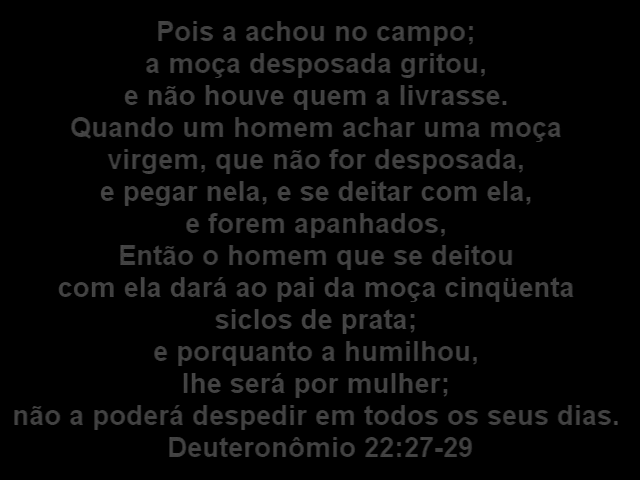 Pois a achou no campo;
a moça desposada gritou,
e não houve quem a livrasse.
Quando um homem achar uma moça
virgem, que não for desposada,
e pegar nela, e se deitar com ela,
e forem apanhados,
Então o homem que se deitou
com ela dará ao pai da moça cinqüenta
siclos de prata;
e porquanto a humilhou,
lhe será por mulher;
não a poderá despedir em todos os seus dias.
Deuteronômio 22:27-29